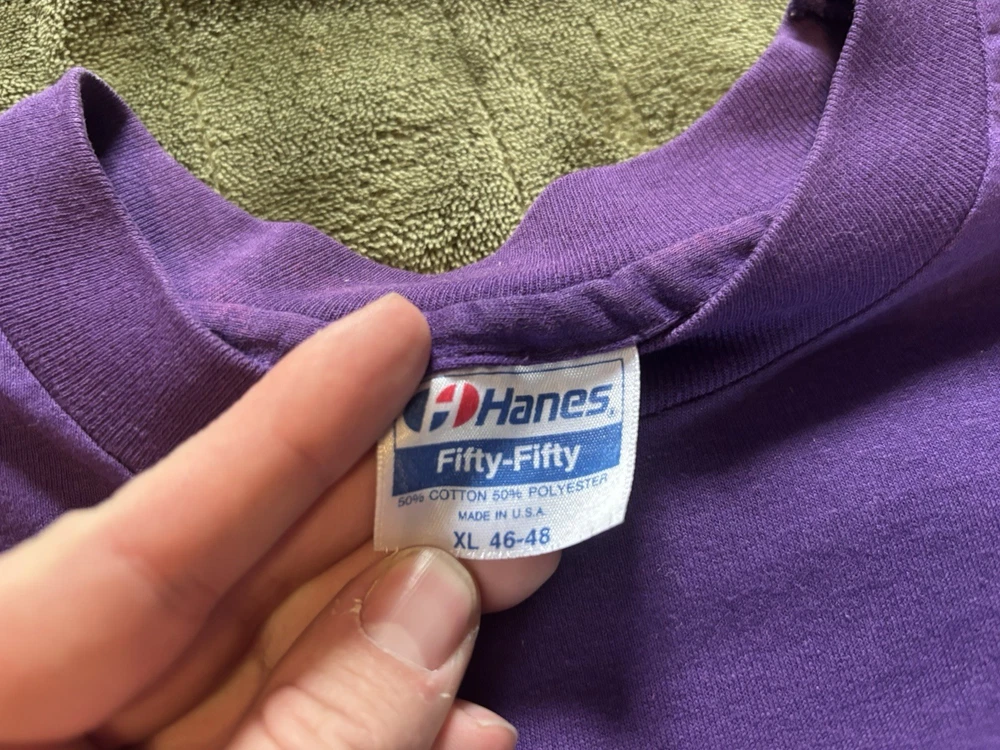 Hanes®
Fifty-Fifty
50% COTTON 50% POLYESTER
MADE IN U.S.A.
XL 46-48